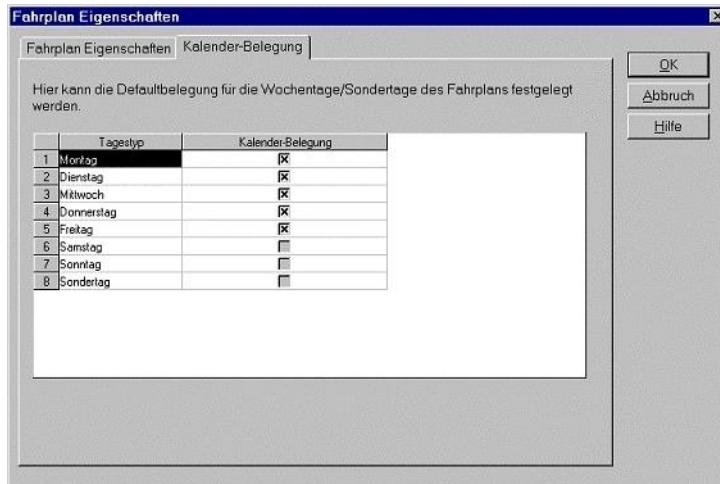 Fahrplan Eigenschaften
Fahrplan Eigenschaften Kalender-Belegung
OK
Abbruch
Hilfe
Hier kann die Defaultbelegung für die Wochentage/Sondertage des Fahrplans festgelegt
werden.
Tagestyp Kalender-Belegung
1 Montag
2 Dienstag
3 Mittwoch
4 Donnerstag
5 Freitag
6 Samstag
7 Sonntag
8 Sondertag